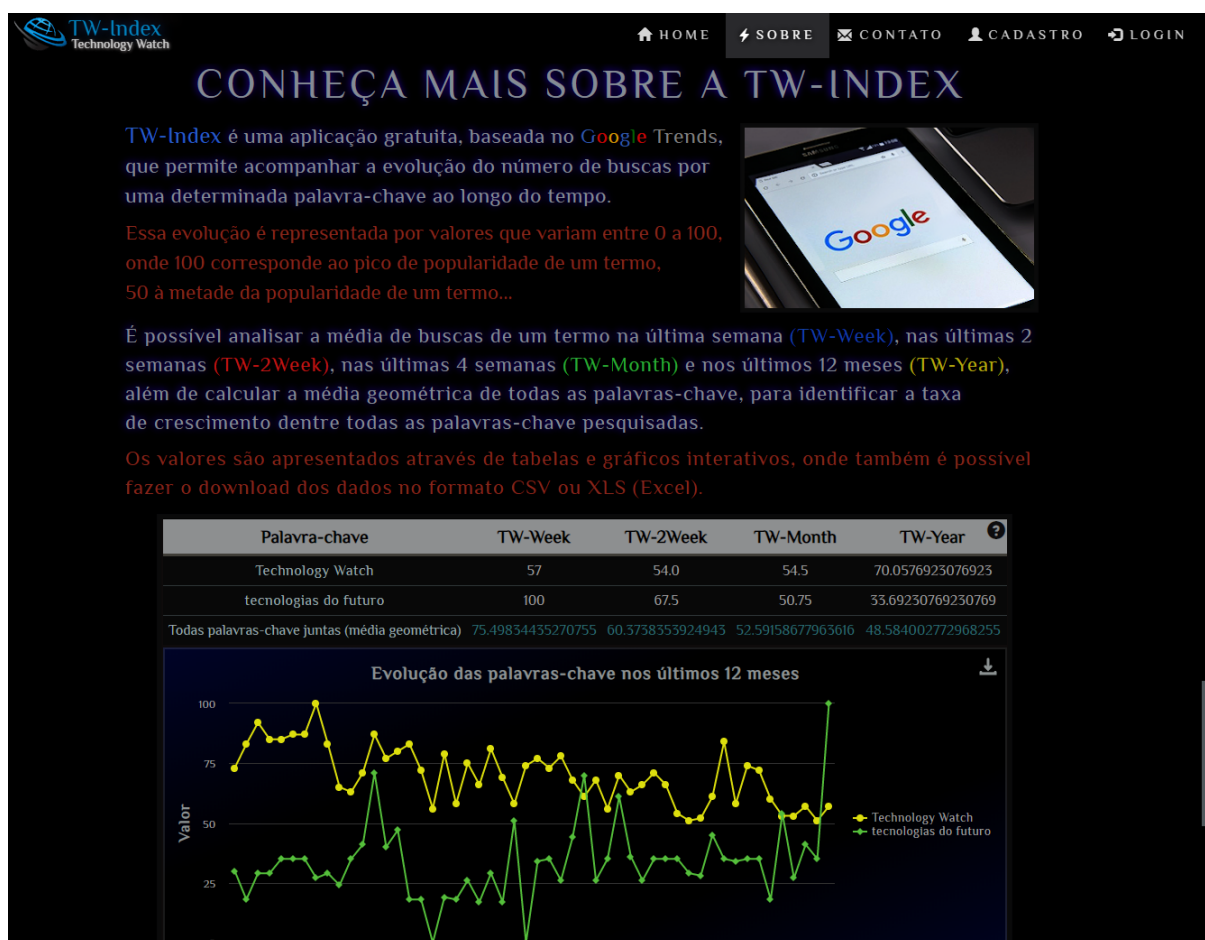 TW-Index
Technology Watch
HOME SOBRE CONTATO CADASTRO LOGIN
CONHEÇA MAIS SOBRE A TW-INDEX
TW-Index é uma aplicação gratuita, baseada no Google Trends,
que permite acompanhar a evolução do número de buscas por
uma determinada palavra-chave ao longo do tempo.
Essa evolução é representada por valores que variam entre 0 a 100,
onde 100 corresponde ao pico de popularidade de um termo,
50 à metade da popularidade de um termo...
Google
É possível analisar a média de buscas de um termo na última semana (TW-Week), nas últimas 2
semanas (TW-2Week), nas últimas 4 semanas (TW-Month) e nos últimos 12 meses (TW-Year),
além de calcular a média geométrica de todas as palavras-chave, para identificar a taxa
de crescimento dentre todas as palavras-chave pesquisadas.
Os valores são apresentados através de tabelas e gráficos interativos, onde também é possível
fazer o download dos dados no formato CSV ou XLS (Excel).
Palavra-chave TW-Week TW-2Week TW-Month TW-Year ?
Technology Watch 57 54.0 54.5 70.0576923076923
tecnologias do futuro 100 67.5 50.75 33.69230769230769
Todas palavras-chave juntas (média geométrica) 75.49834435270755 60.3738353924943 52.59158677963616 48.584002772968255
Evolução das palavras-chave nos últimos 12 meses
100
75
50
25
Valor
Technology Watch
tecnologias do futuro